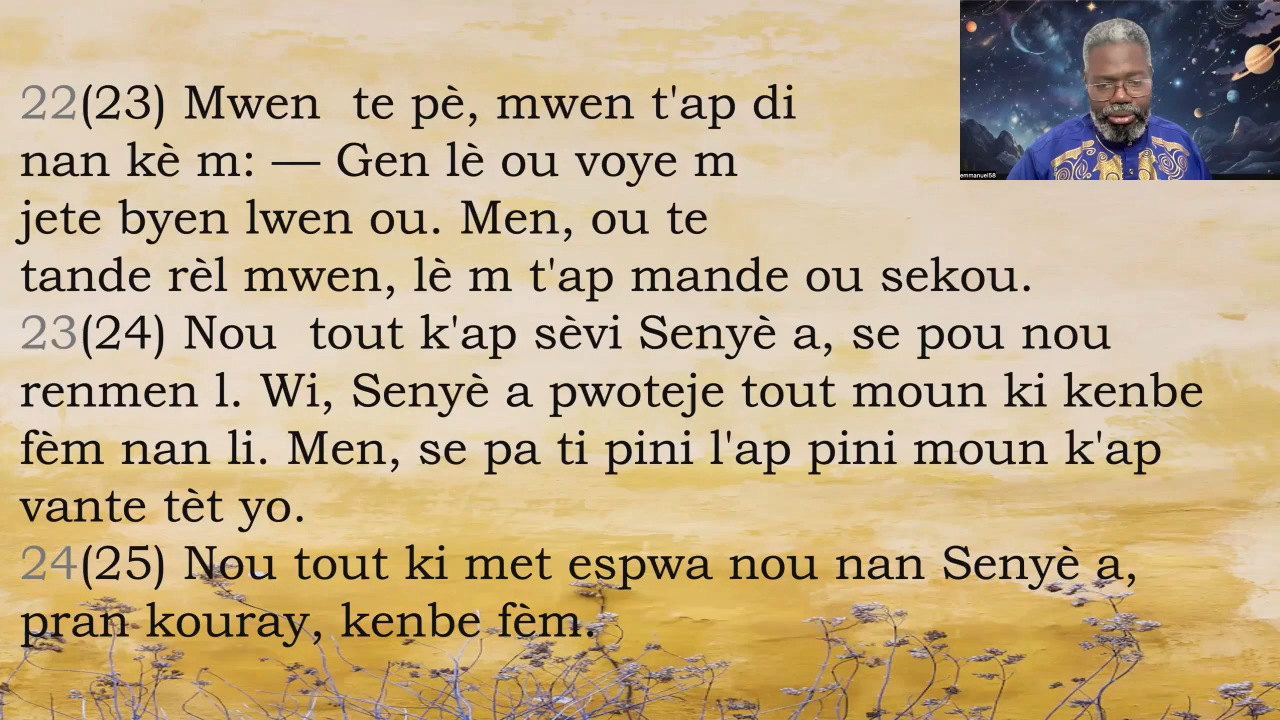 22(23) Mwen  te pè, mwen t'ap di
nan kè m: — Gen lè ou voye m
jete byen lwen ou. Men, ou te
tande rèl mwen, lè m t'ap mande ou sekou.
23(24) Nou  tout k'ap sèvi Senyè a, se pou nou
renmen l. Wi, Senyè a pwoteje tout moun ki kenbe
fèm nan li. Men, se pa ti pini l'ap pini moun k'ap
vante tèt yo.
24(25) Nou tout ki met espwa nou nan Senyè a,
pran kouray, kenbe fèm.
emmanuel58